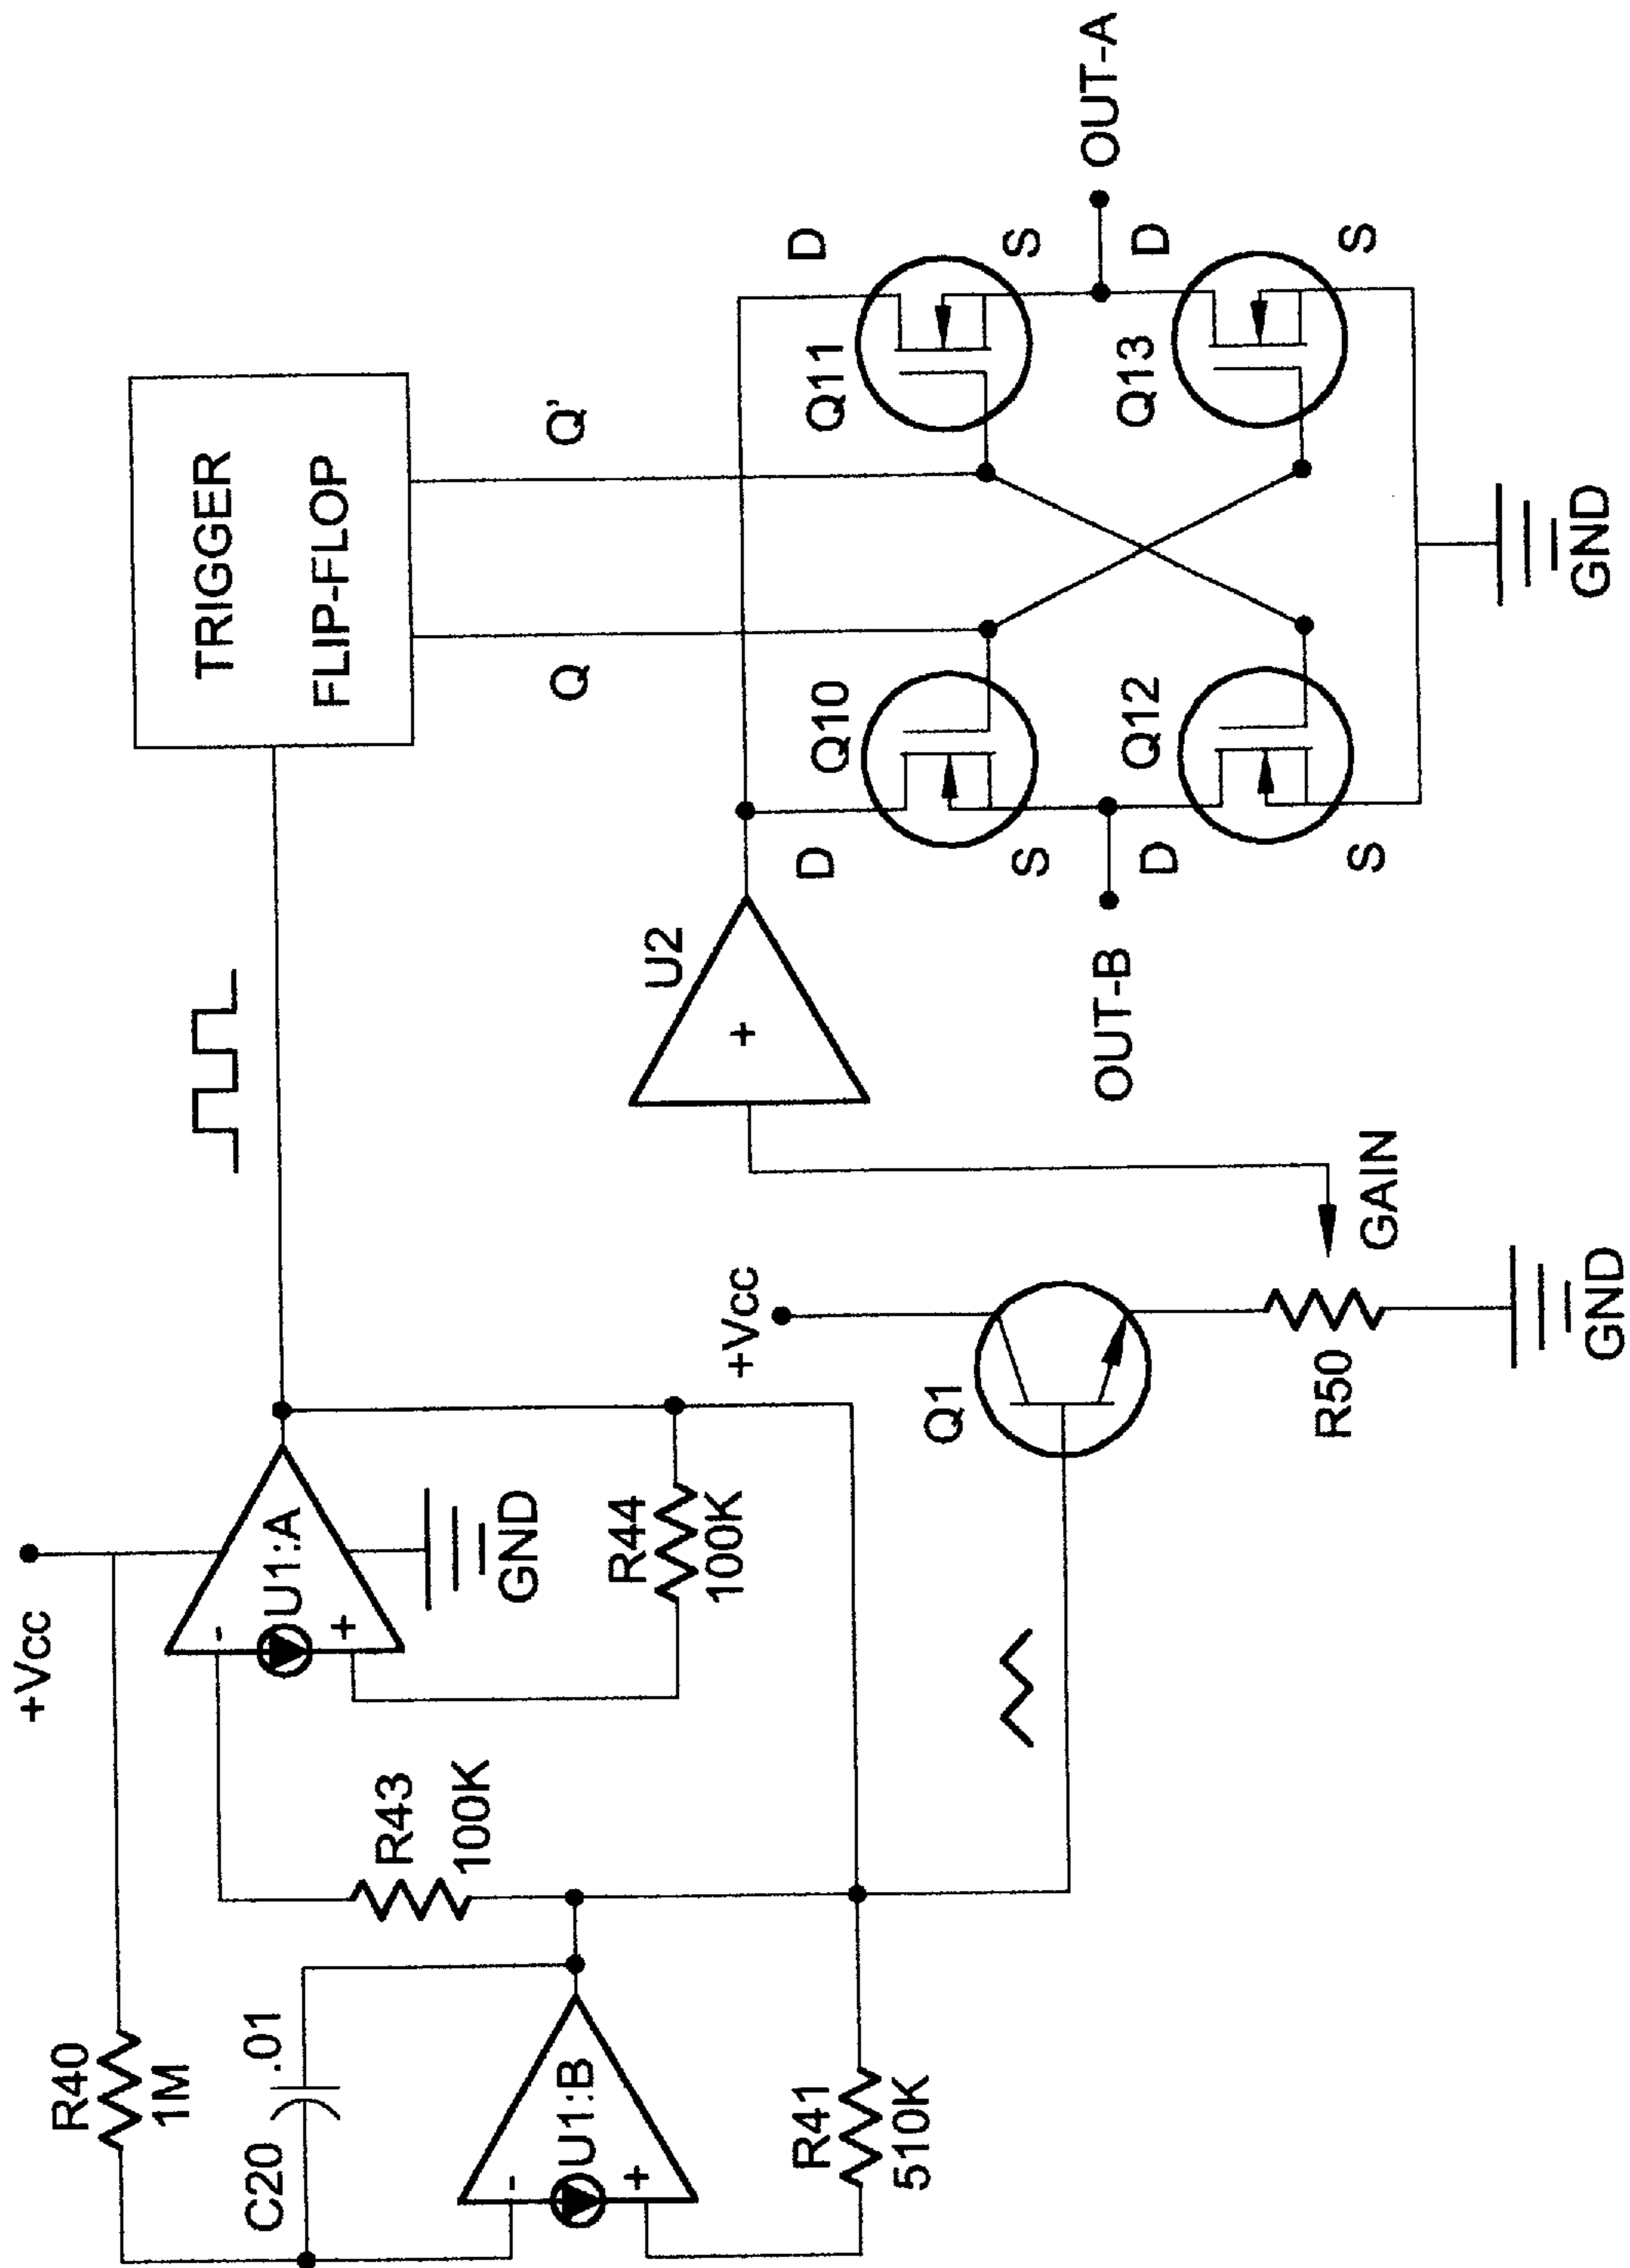 +Vcc
R40
1M
C20
.01
U1:B
-
+
R41
510K
R43
100K
U1:A
-
+
GND
R44
100K
TRIGGER
FLIP-FLOP
Q
Q'
+Vcc
Q1
R50
GAIN
GND
U2
+
D
Q10
S
D
Q11
S
OUT-B
OUT-A
D
Q12
S
D
Q13
S
GND